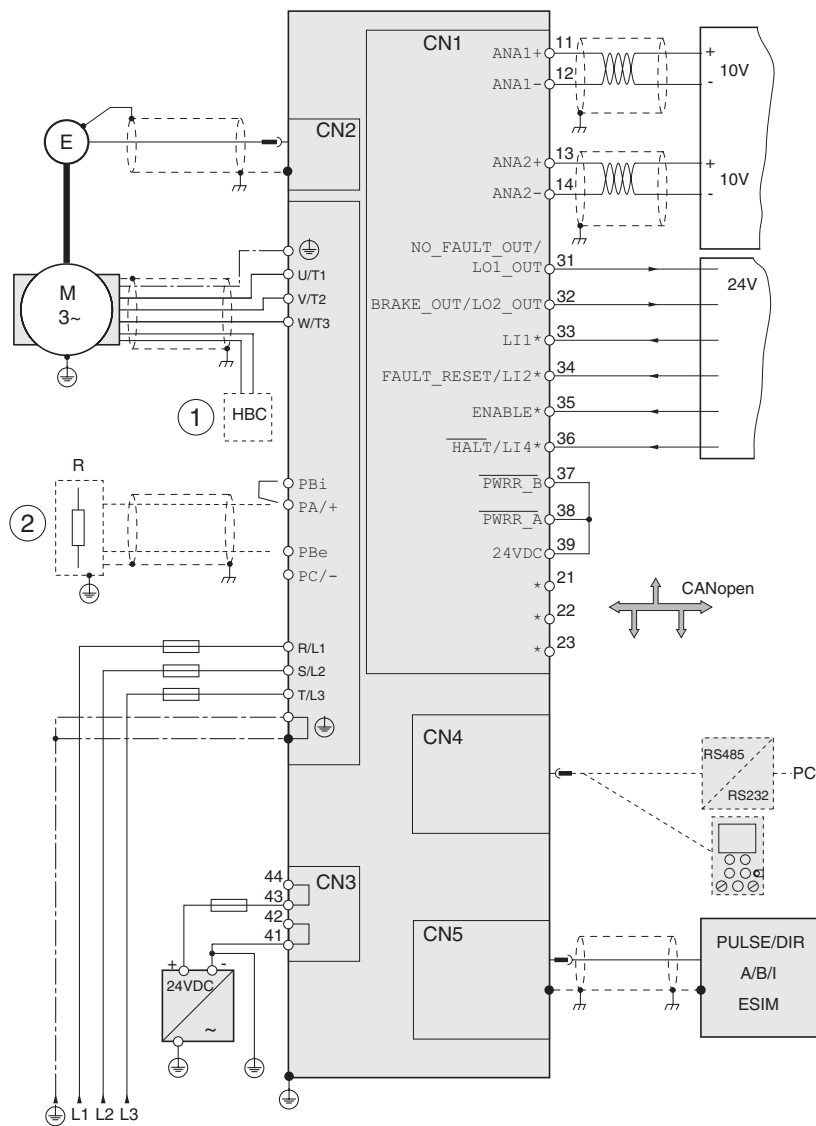 CN1
ANA1+ 11
ANA1- 12
+
10V
-
ANA2+ 13
ANA2- 14
+
10V
-
E
CN2
NO_FAULT_OUT/
LO1_OUT 31
24V
BRAKE_OUT/LO2_OUT 32
LI1* 33
FAULT_RESET/LI2* 34
ENABLE* 35
HALT/LI4* 36
PWRR_B 37
PWRR_A 38
24VDC 39
* 21
* 22
* 23
CANopen
U/T1
V/T2
W/T3
M
3~
1
HBC
R
2
PBi
PA/+
PBe
PC/-
R/L1
S/L2
T/L3
CN4
RS485
RS232
PC
CN3
44
43
42
41
+ -
24VDC
~
CN5
PULSE/DIR
A/B/I
ESIM
L1 L2 L3